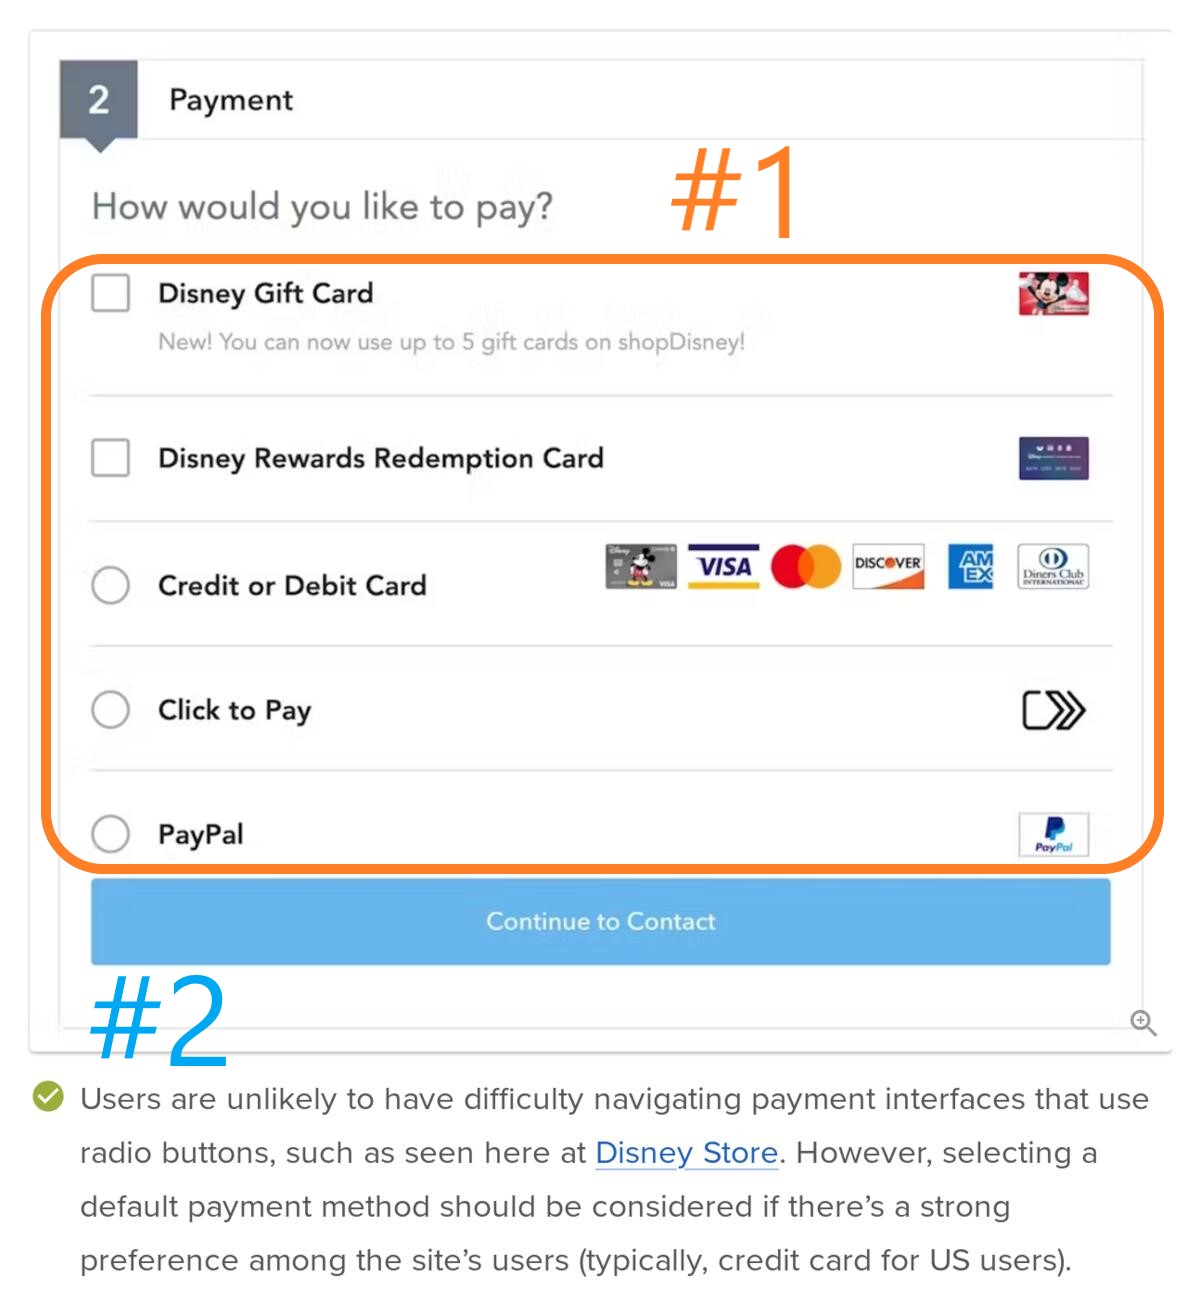 2
Payment
#1
How would you like to pay?
Disney Gift Card
New! You can now use up to 5 gift cards on shopDisney!
Disney Rewards Redemption Card
Credit or Debit Card
VISA
DISCOVER
AM
EX
Diners Club
INTERNATIONAL
Click to Pay
PayPal
PayPal
Continue to Contact
#2
Users are unlikely to have difficulty navigating payment interfaces that use
radio buttons, such as seen here at Disney Store. However, selecting a
default payment method should be considered if there’s a strong
preference among the site’s users (typically, credit card for US users).